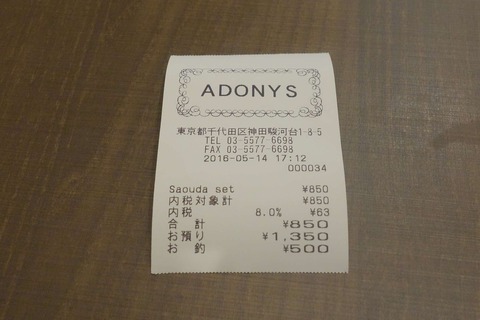 ADONYS
東京都千代田区神田駿河台1-8-5
TEL 03-5577-6698
FAX 03-5577-6698
2016-05-14 17:12
000034
Saouda set ¥850
内税対象計 ¥850
内税 8.0% ¥63
合 計 ¥850
お預り ¥1,350
お 釣 ¥500